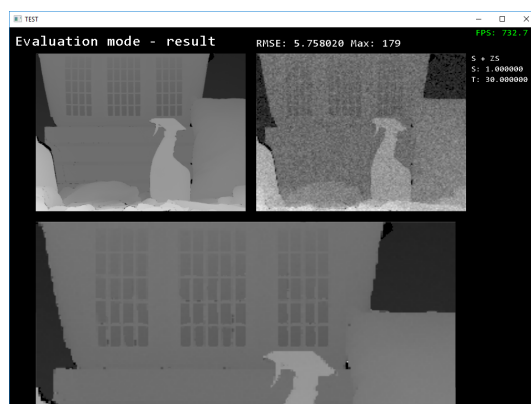 TEST
FPS: 732.7
Evaluation mode - result
RMSE: 5.758020 Max: 179
S + ZS
S: 1.000000
T: 30.000000